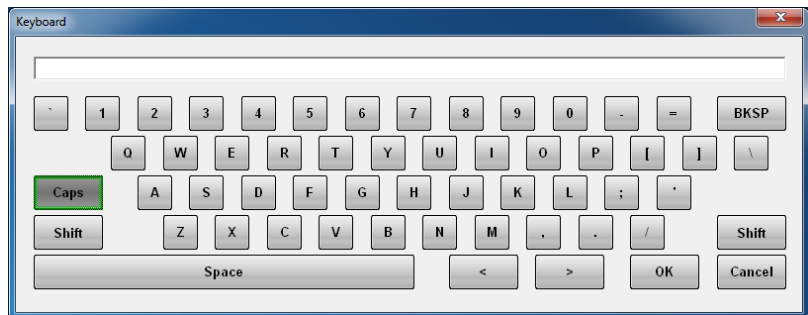 Keyboard
` 1 2 3 4 5 6 7 8 9 0 - = BKSP
Q W E R T Y U I O P [ ] \
Caps A S D F G H J K L ; '
Shift Z X C V B N M , . / Shift
Space < > OK Cancel